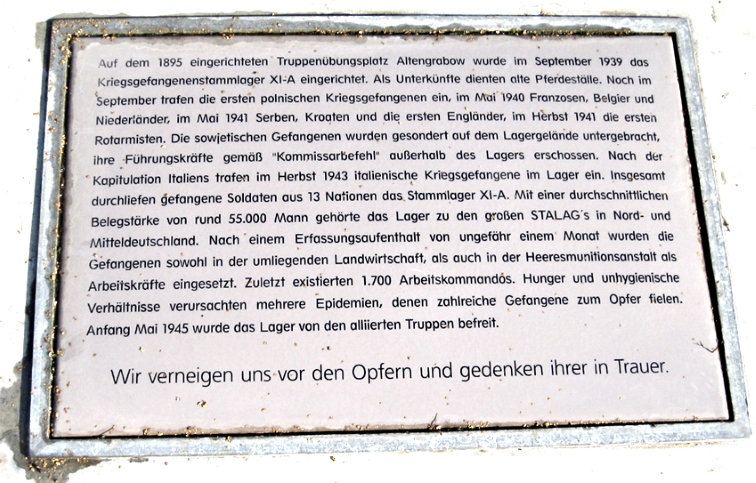 Auf dem 1895 eingerichteten Truppenübungsplatz Altengrabow wurde im September 1939 das
Kriegsgefangenenstammlager XI-A eingerichtet. Als Unterkünfte dienten alte Pferdeställe. Noch im
September trafen die ersten polnischen Kriegsgefangenen ein, im Mai 1940 Franzosen, Belgier und
Niederländer, im Mai 1941 Serben, Kroaten und die ersten Engländer, im Herbst 1941 die ersten
Rotarmisten. Die sowjetischen Gefangenen wurden gesondert auf dem Lagergelände untergebracht,
ihre Führungskräfte gemäß "Kommissarbefehl" außerhalb des Lagers erschossen. Nach der
Kapitulation Italiens trafen im Herbst 1943 italienische Kriegsgefangene im Lager ein. Insgesamt
durchliefen gefangene Soldaten aus 13 Nationen das Stammlager XI-A. Mit einer durchschnittlichen
Belegstärke von rund 55.000 Mann gehörte das Lager zu den großen STALAG's in Nord- und
Mitteldeutschland. Nach einem Erfassungsaufenthalt von ungefähr einem Monat wurden die
Gefangenen sowohl in der umliegenden Landwirtschaft, als auch in der Heeresmunitionsanstalt als
Arbeitskräfte eingesetzt. Zuletzt existierten 1.700 Arbeitskommandos. Hunger und unhygienische
Verhältnisse verursachten mehrere Epidemien, denen zahlreiche Gefangene zum Opfer fielen.
Anfang Mai 1945 wurde das Lager von den alliierten Truppen befreit.
Wir verneigen uns vor den Opfern und gedenken ihrer in Trauer.